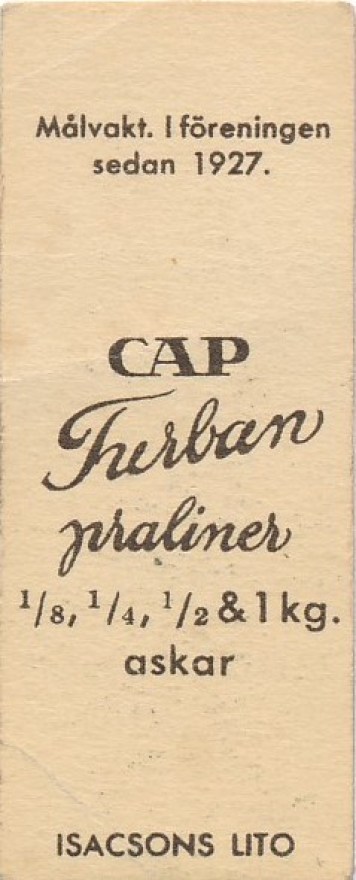 Målvakt. I föreningen
sedan 1927.
CAP
Turban
praliner
1/8, 1/4, 1/2 & 1 kg.
askar
ISACSONS LITO